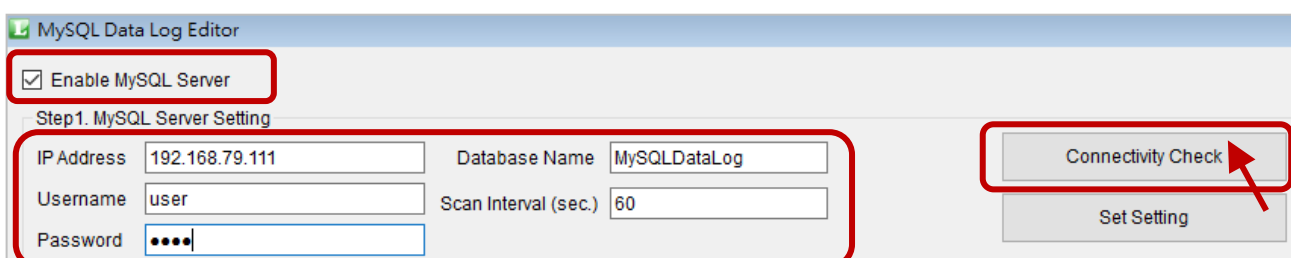 MySQL Data Log Editor
Enable MySQL Server
Step1. MySQL Server Setting
IP Address 192.168.79.111 Database Name MySQLDataLog Connectivity Check
Username user Scan Interval (sec.) 60 Set Setting
Password ●●●●